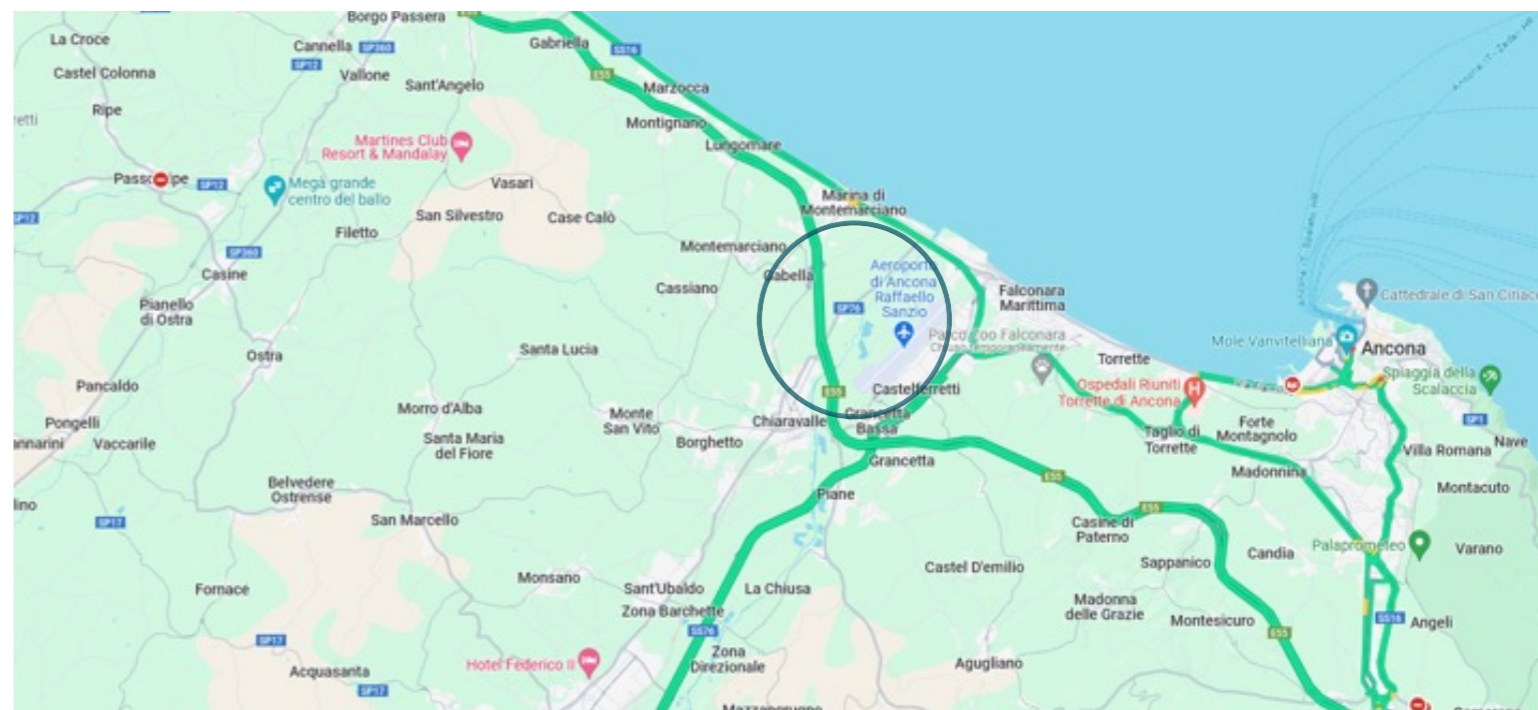 Borgo Passera
La Croce
Gabriella
SS16
Cannella
SP360
SP12
Castel Colonna
Vallone
E55
Sant'Angelo
Marzocca
Ripe
Montignano
Martines Club
Resort & Mandalay
Lungomare
SP12
Mega grande
centro del ballo
Vasari
Marina di
Montemarciano
SP12
San Silvestro
Case Calò
Filetto
Montemarciano
SP360
Casine
Gabella
Aeroporto
di Ancona
Raffaello
Sanzio
Cassiano
SP76
Falconara
Marittima
Cattedrale di San Ciriac
Pianello
di Ostra
Parco Zoo Falconara
Chiuso temporaneamente
Mole Vanvitelliana
Ancona
Ostra
Santa Lucia
Torrette
Spiaggia della
Scalaccia
Pancaldo
E55
Castelferretti
Ospedali Riuniti
Torrette di Ancona
Morro d'Alba
Monte
San Vito
Chiaravalle
Grancetta
Bassa
Pongelli
SP1
Vaccarile
Santa Maria
del Fiore
Borghetto
Taglio di
Torrette
Forte
Montagnolo
Nave
Villa Romana
Grancetta
Madonnina
Belvedere
Ostrense
Piane
E55
Montacuto
SP17
San Marcello
E55
Casine di
Paterno
Candia
Palaprometeo
Varano
Sappanico
Castel D'emilio
Fornace
Monsano
Sant'Ubaldo
La Chiusa
Madonna
delle Grazie
Zona Barchette
Montesicuro
SS16
Angeli
SS76
E55
SP17
Zona
Direzionale
Acquasanta
Hotel Federico II
Agugliano
SP17